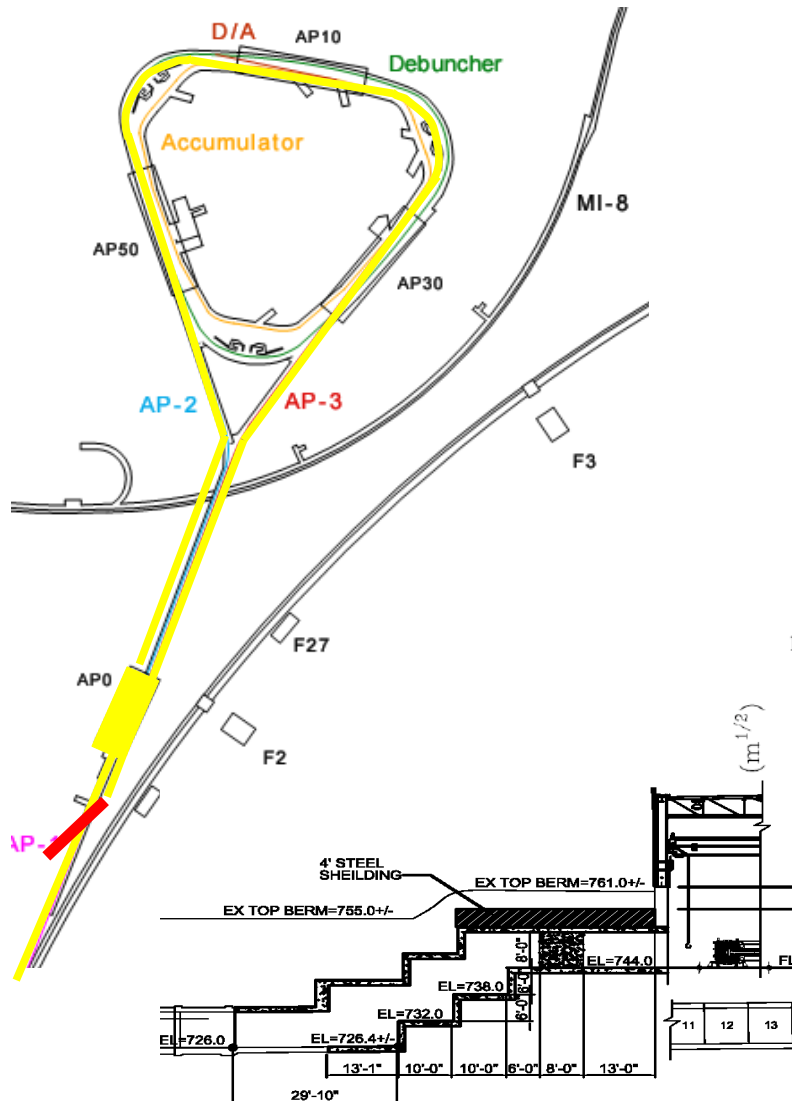 D/A
AP10
Debuncher
Accumulator
MI-8
AP50
AP30
AP-2
AP-3
F3
F27
AP0
F2
(m^1/2)
4' STEEL
SHEILDING
EX TOP BERM=761.0+/-
EX TOP BERM=755.0+/-
8'-0"
EL=744.0
6'-0"
EL=738.0
6'-0"
EL=732.0
EL=726.0
EL=726.4+/-
11 12 13
13'-1" 10'-0" 10'-0" 6'-0" 8'-0" 13'-0"
29'-10"